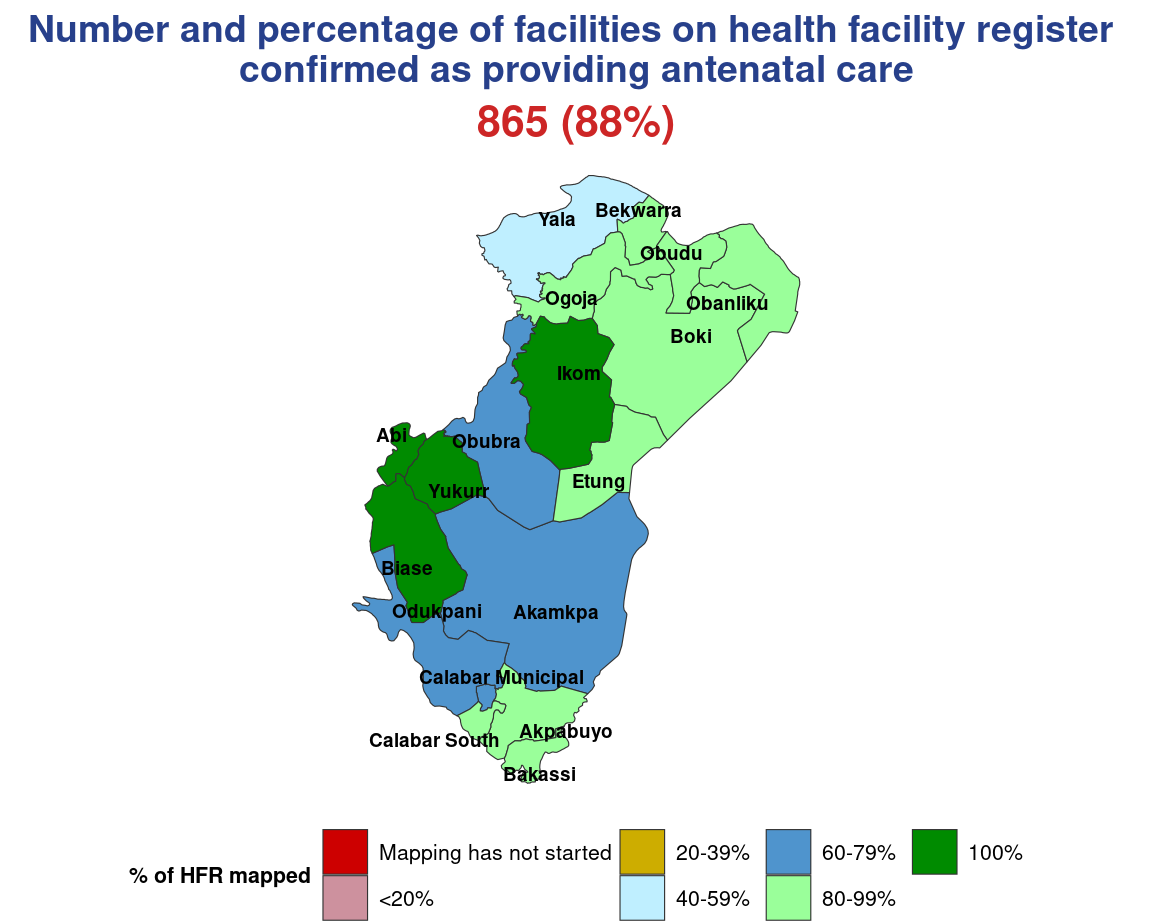 Number and percentage of facilities on health facility register
confirmed as providing antenatal care
865 (88%)
Yala
Bekwarra
Obudu
Ogoja
Obanliku
Boki
Ikom
Abi
Obubra
Etung
Yukurr
Biase
Odukpani
Akamkpa
Calabar Municipal
Akpabuyo
Calabar South
Bakassi
% of HFR mapped
Mapping has not started
<20%
20-39%
40-59%
60-79%
80-99%
100%